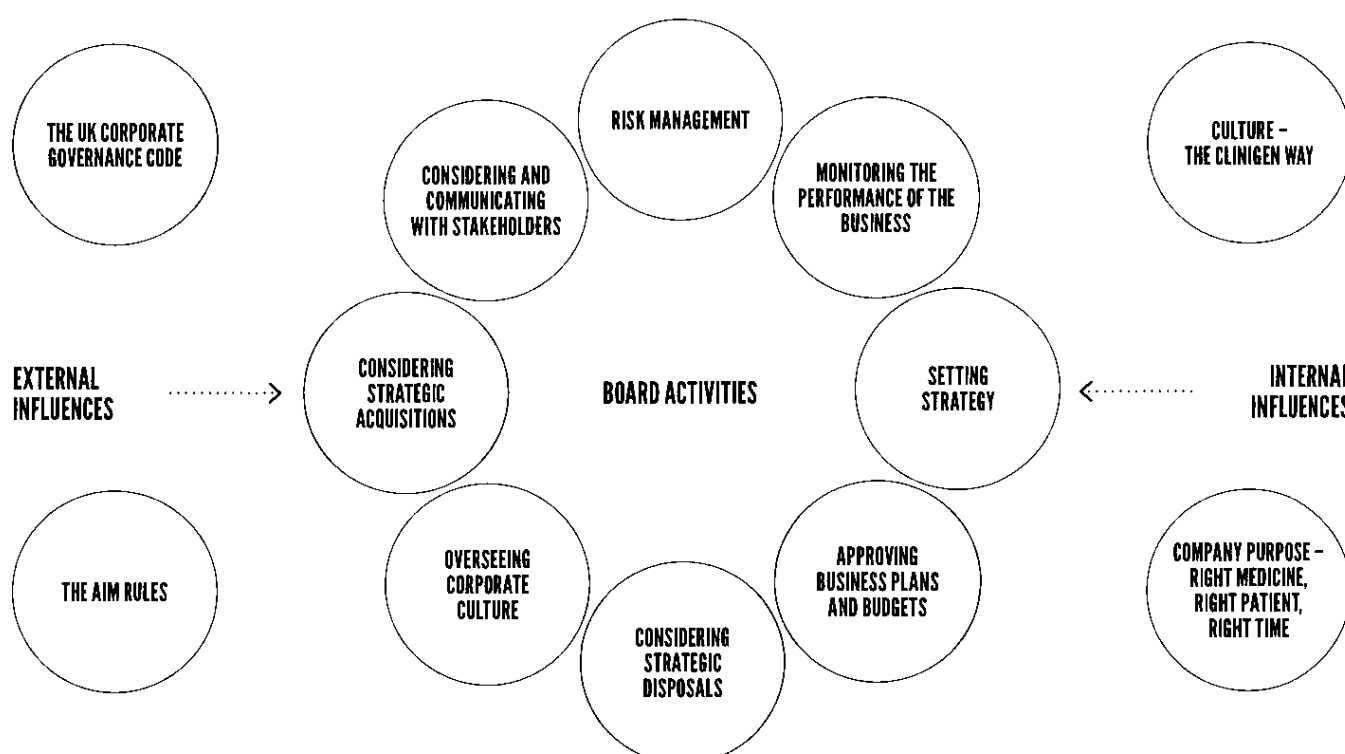 THE UK CORPORATE
GOVERNANCE CODE
CONSIDERING AND
COMMUNICATING
WITH STAKEHOLDERS
RISK MANAGEMENT
MONITORING THE
PERFORMANCE OF THE
BUSINESS
CULTURE –
THE CLINIGEN WAY
EXTERNAL
INFLUENCES
CONSIDERING
STRATEGIC
ACQUISITIONS
BOARD ACTIVITIES
SETTING
STRATEGY
INTERNAL
INFLUENCES
THE AIM RULES
OVERSEEING
CORPORATE
CULTURE
CONSIDERING
STRATEGIC
DISPOSALS
APPROVING
BUSINESS PLANS
AND BUDGETS
COMPANY PURPOSE –
RIGHT MEDICINE,
RIGHT PATIENT,
RIGHT TIME